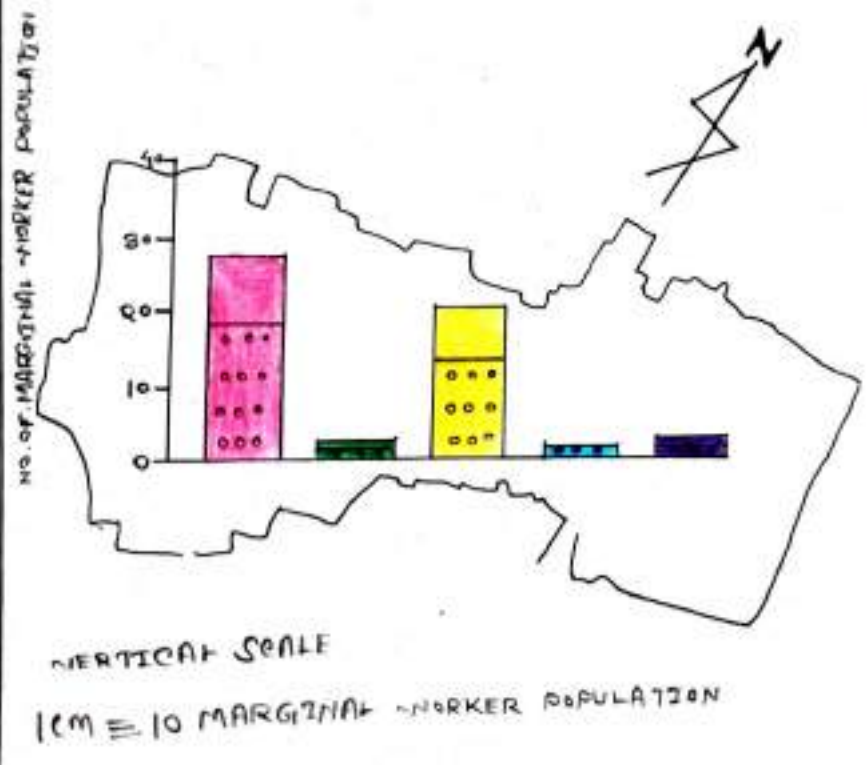 NO. OF. MARGINAL WORKER POPULATION
N
40
30
20
10
0
VERTICAL SCALE
1CM ≡ 10 MARGINAL WORKER POPULATION